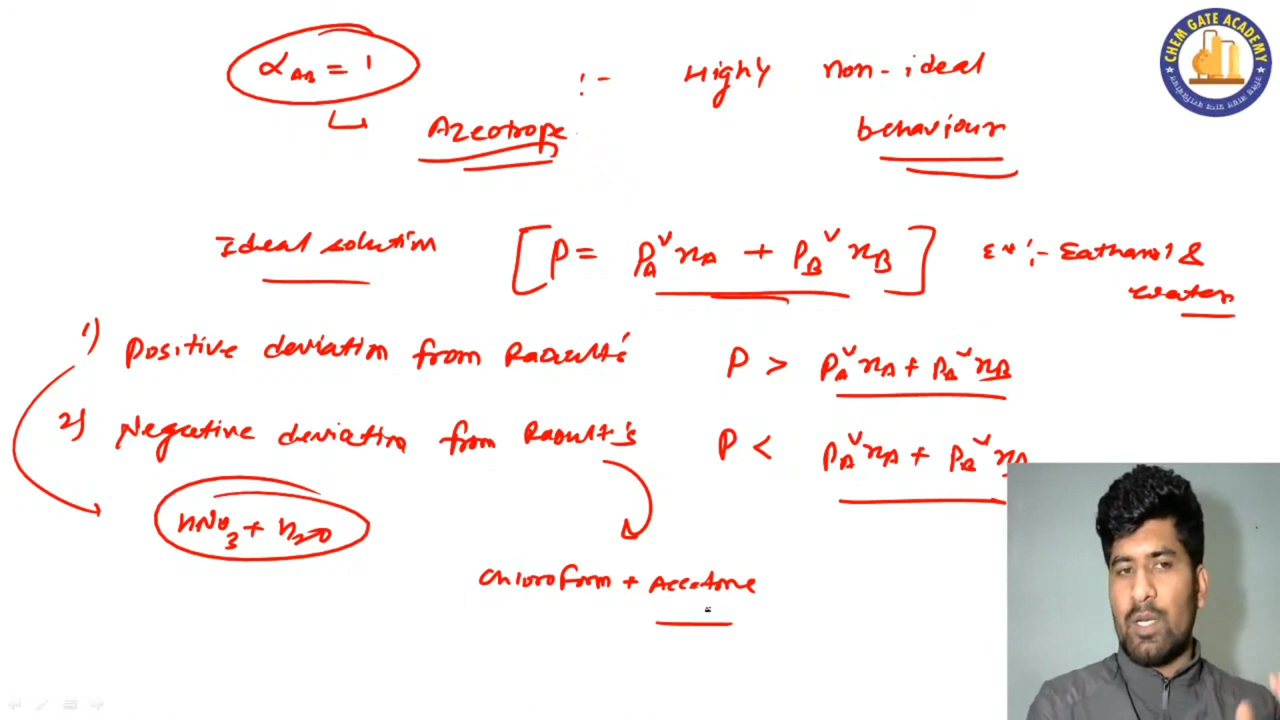 α_AB = 1
:- Highly non-ideal
Azeotrope behaviour
Ideal solution [P = P_A^v x_A + P_B^v x_B] Ex:- Eathanol &
water
1) Positive deviation from Raoult's P > P_A^v x_A + P_B^v x_B
2) Negative deviation from Raoult's P < P_A^v x_A + P_B^v x_B
HNO3 + H2O
chloroform + Acetone
CHEM GATE ACADEMY